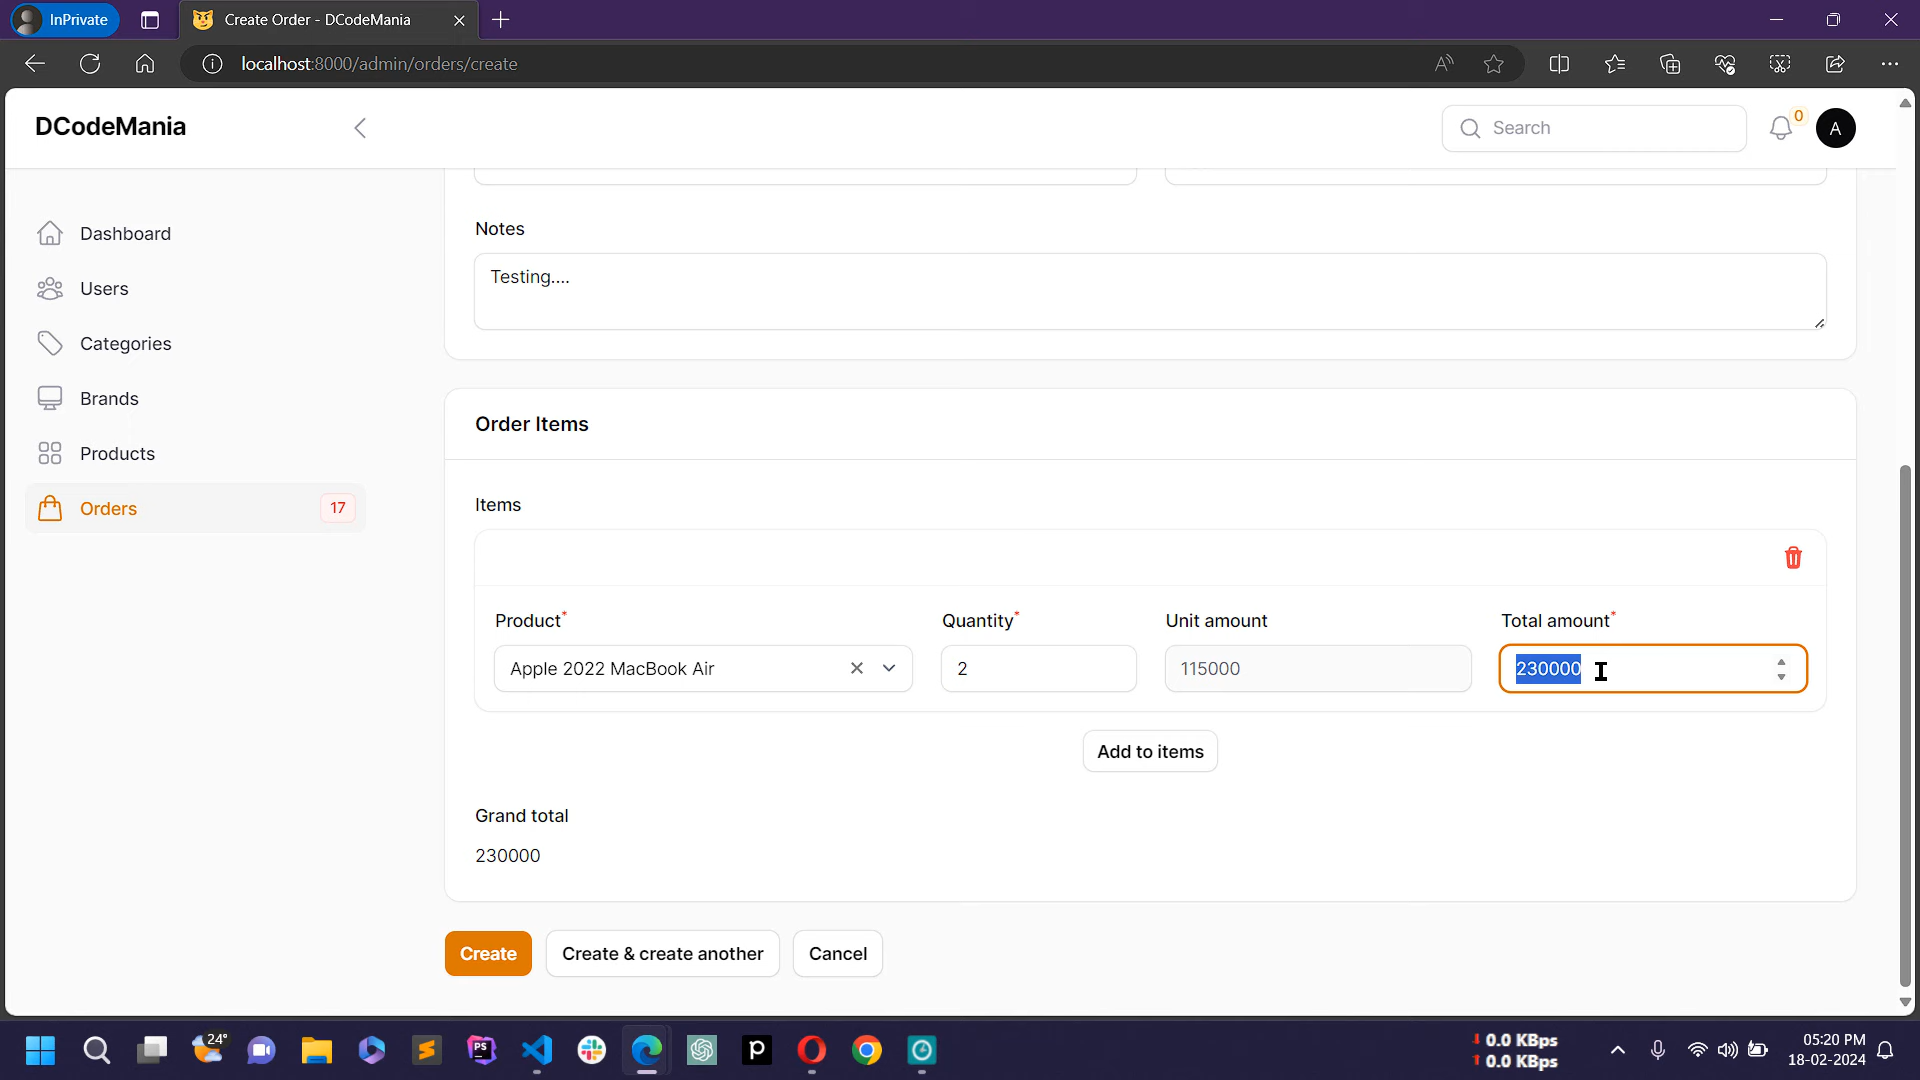 InPrivate
Create Order - DCodeMania
localhost:8000/admin/orders/create
DCodeMania
Search
0
A
Dashboard
Users
Categories
Brands
Products
Orders
17
Notes
Testing....
Order Items
Items
Product*
Quantity*
Unit amount
Total amount*
Apple 2022 MacBook Air
2
115000
230000
Add to items
Grand total
230000
Create
Create & create another
Cancel
24°
PS
P
0.0 KBps
0.0 KBps
05:20 PM
18-02-2024